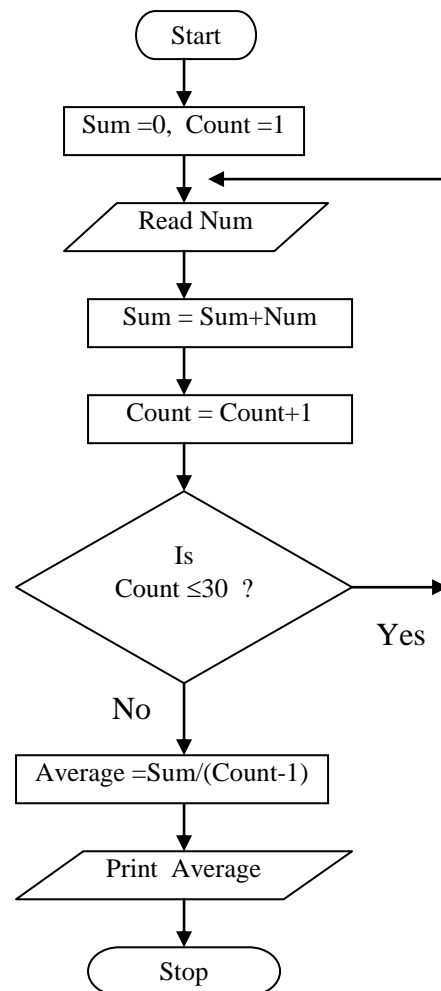 Start
Sum =0, Count =1
Read Num
Sum = Sum+Num
Count = Count+1
Is
Count ≤30 ?
Yes
No
Average =Sum/(Count-1)
Print Average
Stop